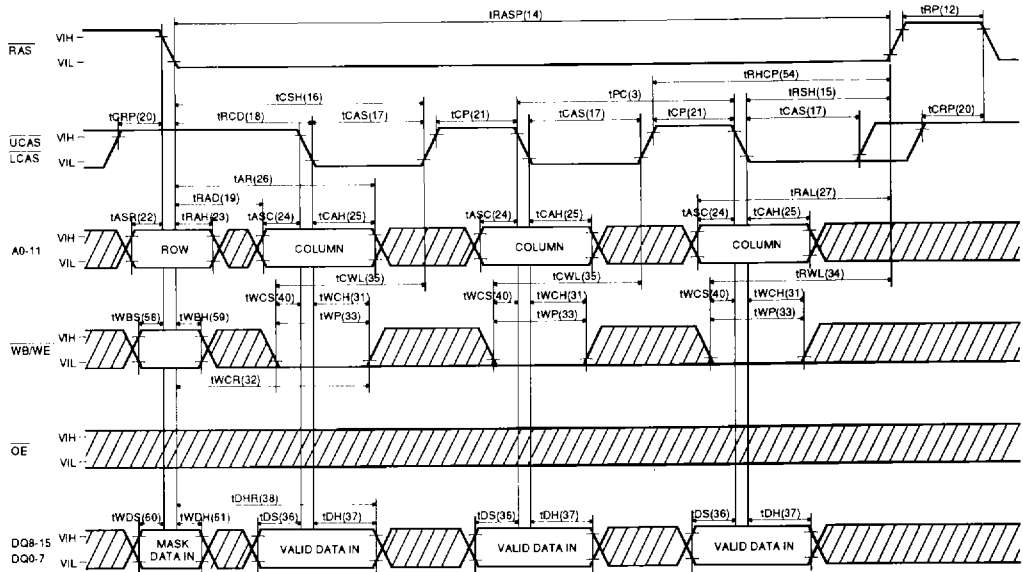 tRASP(14)
tRP(12)
RAS
VIH
VIL
tRHCP(54)
tCSH(16)
tPC(3)
tRSH(15)
tCRP(20)
tRCD(18)
tCAS(17)
tCP(21)
tCAS(17)
tCP(21)
tCAS(17)
tCRP(20)
UCAS
LCAS
VIH
VIL
tAR(26)
tRAD(19)
tRAL(27)
tASR(22)
tRAH(23)
tASC(24)
tCAH(25)
tASC(24)
tCAH(25)
tASC(24)
tCAH(25)
A0-11
VIH
VIL
ROW
COLUMN
COLUMN
COLUMN
tCWL(35)
tCWL(35)
tRWL(34)
tWCS(40)
tWCH(31)
tWCS(40)
tWCH(31)
tWCS(40)
tWCH(31)
tWP(33)
tWP(33)
tWP(33)
tWBS(58)
tWBH(59)
WB/WE
VIH
VIL
tWCR(32)
OE
VIH
VIL
tDHR(38)
tWDS(60)
tWDH(61)
tDS(36)
tDH(37)
tDS(36)
tDH(37)
tDS(36)
tDH(37)
DQ8-15
DQ0-7
VIH
VIL
MASK
DATA IN
VALID DATA IN
VALID DATA IN
VALID DATA IN